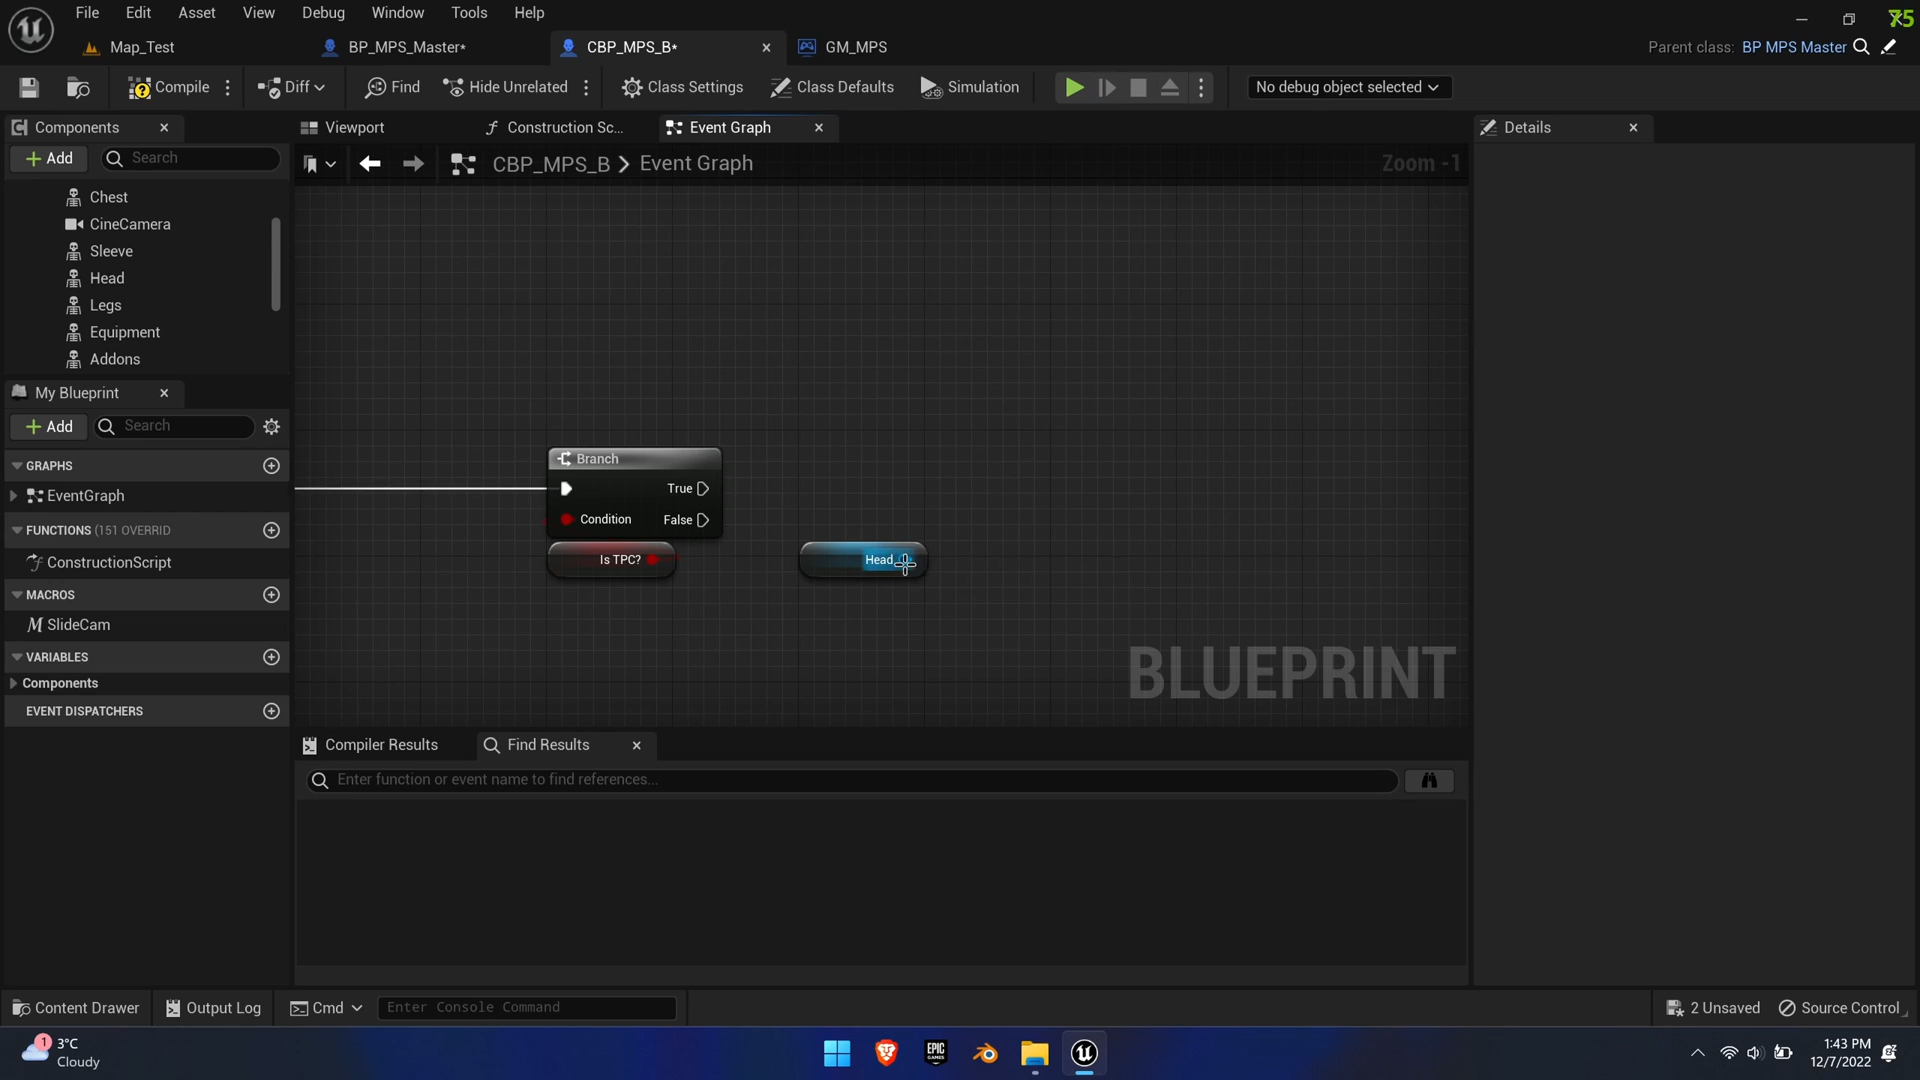 File Edit Asset View Debug Window Tools Help
75
Map_Test BP_MPS_Master* CBP_MPS_B* GM_MPS
Parent class: BP MPS Master
Compile Diff Find Hide Unrelated Class Settings Class Defaults Simulation No debug object selected
Components
Add Search
Chest
CineCamera
Sleeve
Head
Legs
Equipment
Addons
My Blueprint
Add Search
GRAPHS
EventGraph
FUNCTIONS (151 OVERRID
ConstructionScript
MACROS
SlideCam
VARIABLES
Components
EVENT DISPATCHERS
Viewport Construction Sc... Event Graph
CBP_MPS_B > Event Graph Zoom -1
Branch
True
Condition False
Is TPC? Head
BLUEPRINT
Compiler Results Find Results
Enter function or event name to find references...
Details
Content Drawer Output Log Cmd Enter Console Command 2 Unsaved Source Control
1
3°C
Cloudy
EPIC
GAMES
1:43 PM
12/7/2022